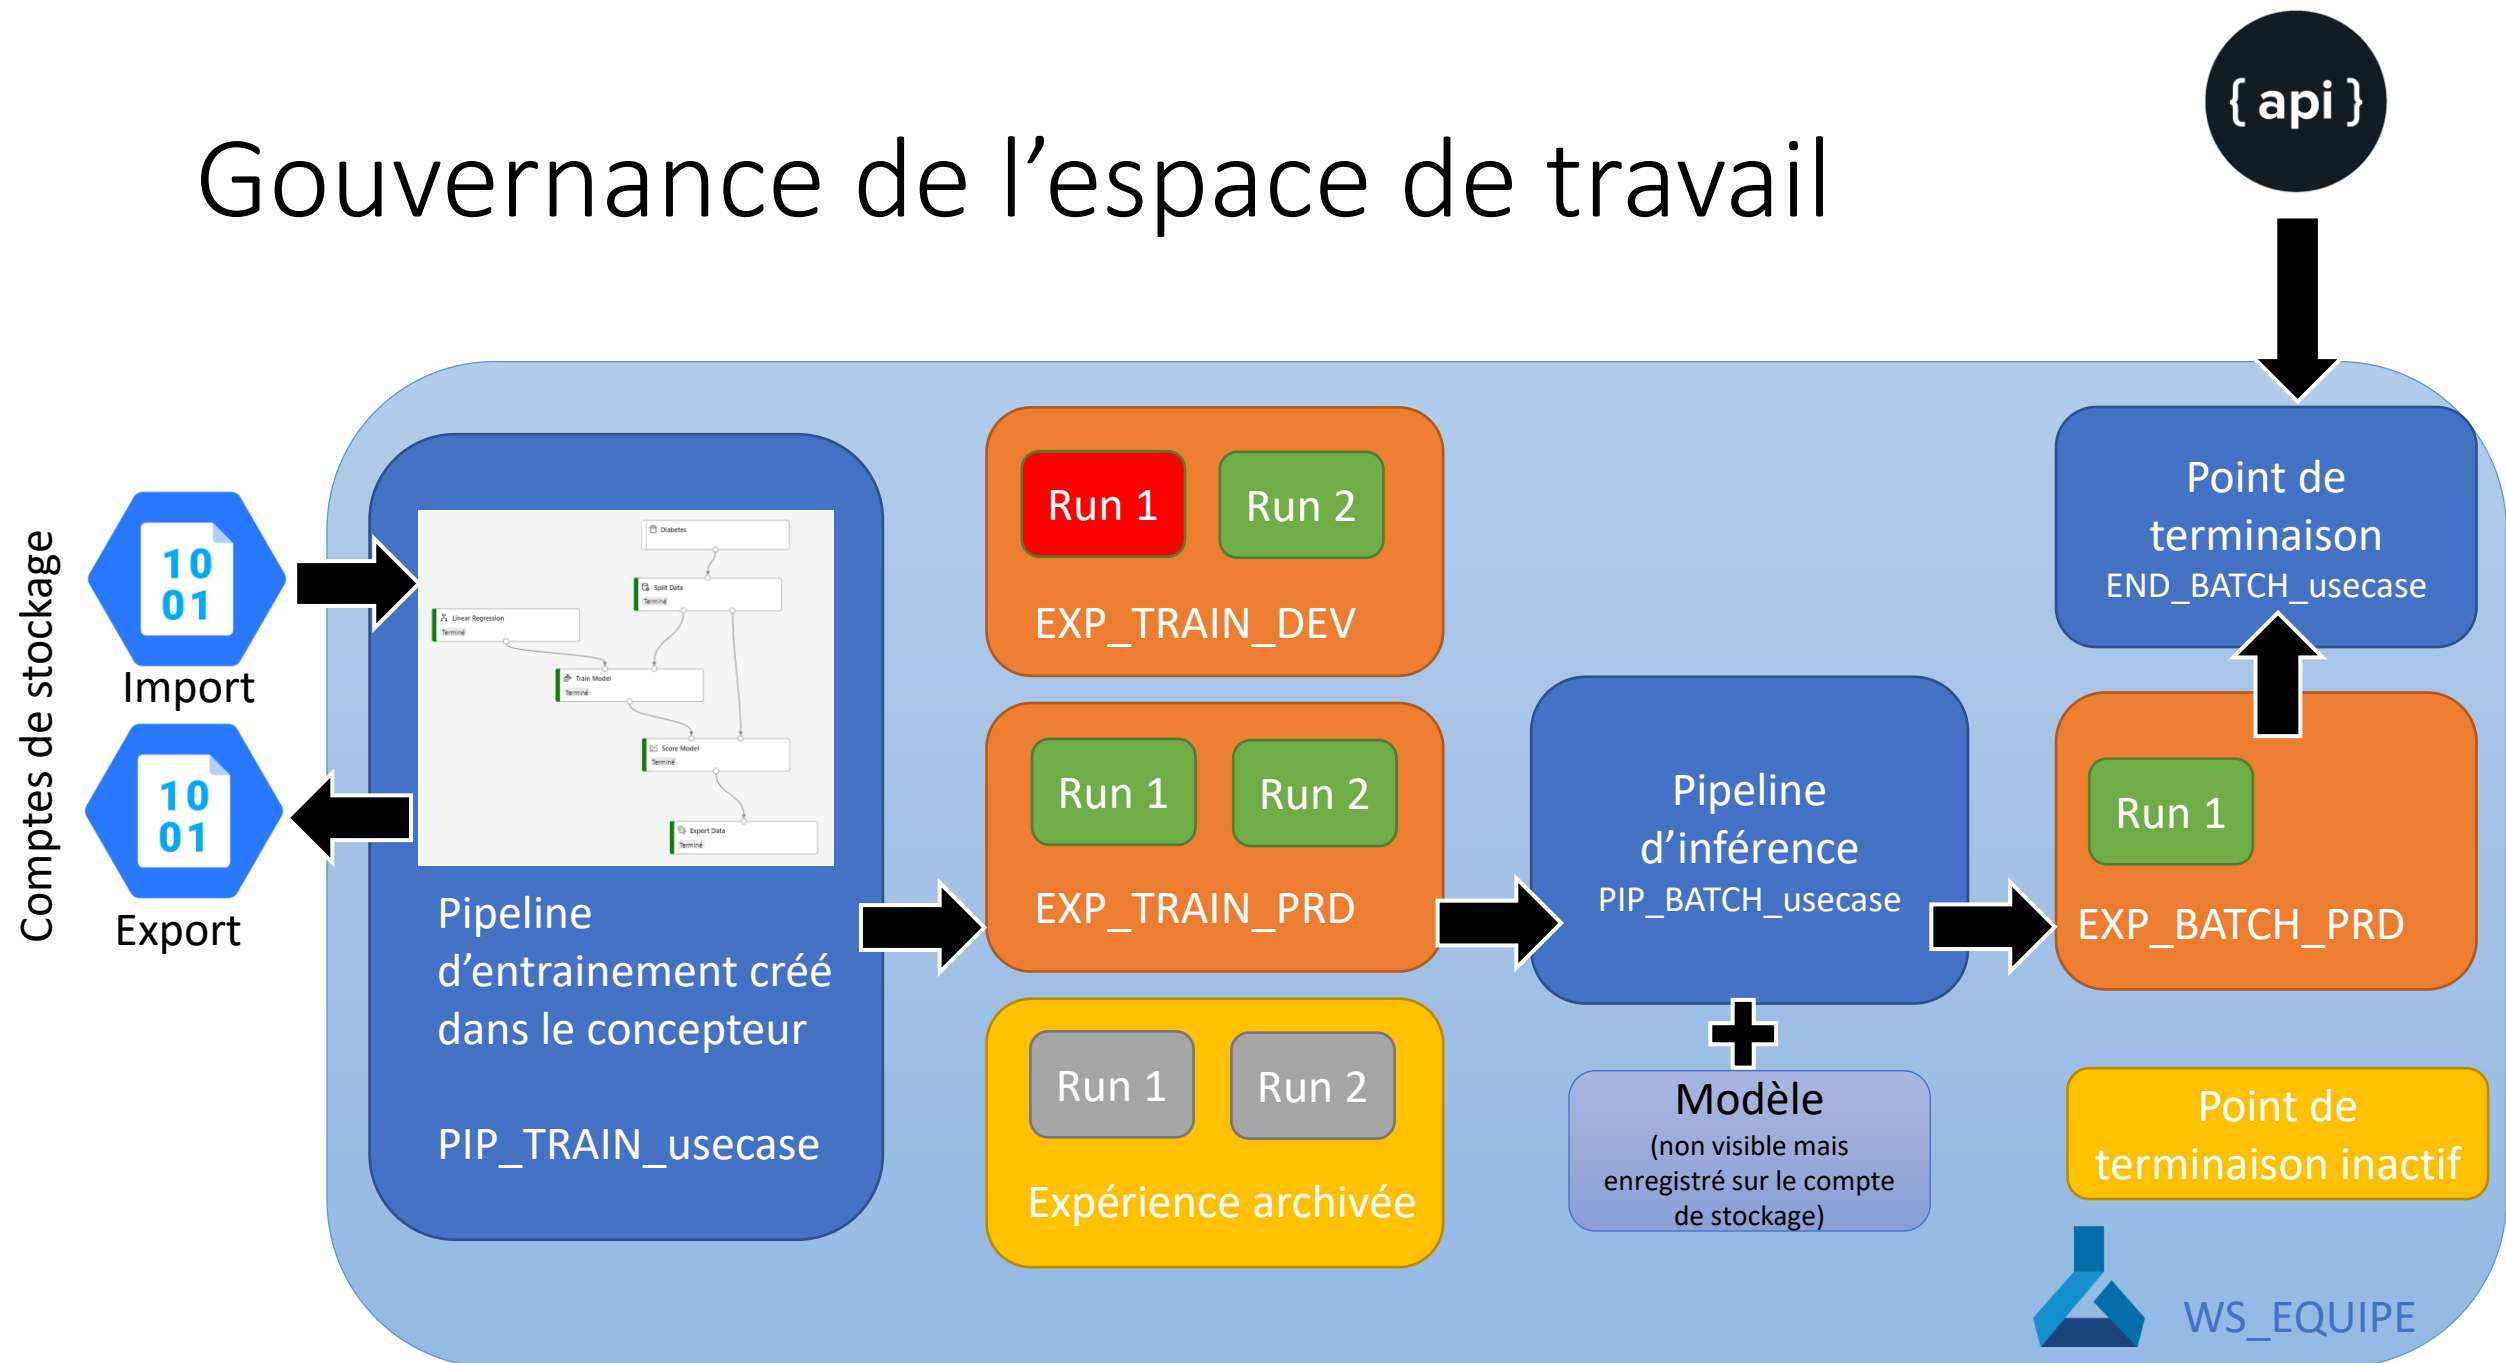 { api }
Gouvernance de l’espace de travail
Comptes de stockage
10
01
Import
10
01
Export
Diabetes
Split Data
Terminé
Linear Regression
Terminé
Train Model
Terminé
Score Model
Terminé
Export Data
Terminé
Pipeline
d’entrainement créé
dans le concepteur
PIP_TRAIN_usecase
Run 1
Run 2
EXP_TRAIN_DEV
Run 1
Run 2
EXP_TRAIN_PRD
Run 1
Run 2
Expérience archivée
Pipeline
d’inférence
PIP_BATCH_usecase
Modèle
(non visible mais
enregistré sur le compte
de stockage)
Point de
terminaison
END_BATCH_usecase
Run 1
EXP_BATCH_PRD
Point de
terminaison inactif
WS_EQUIPE